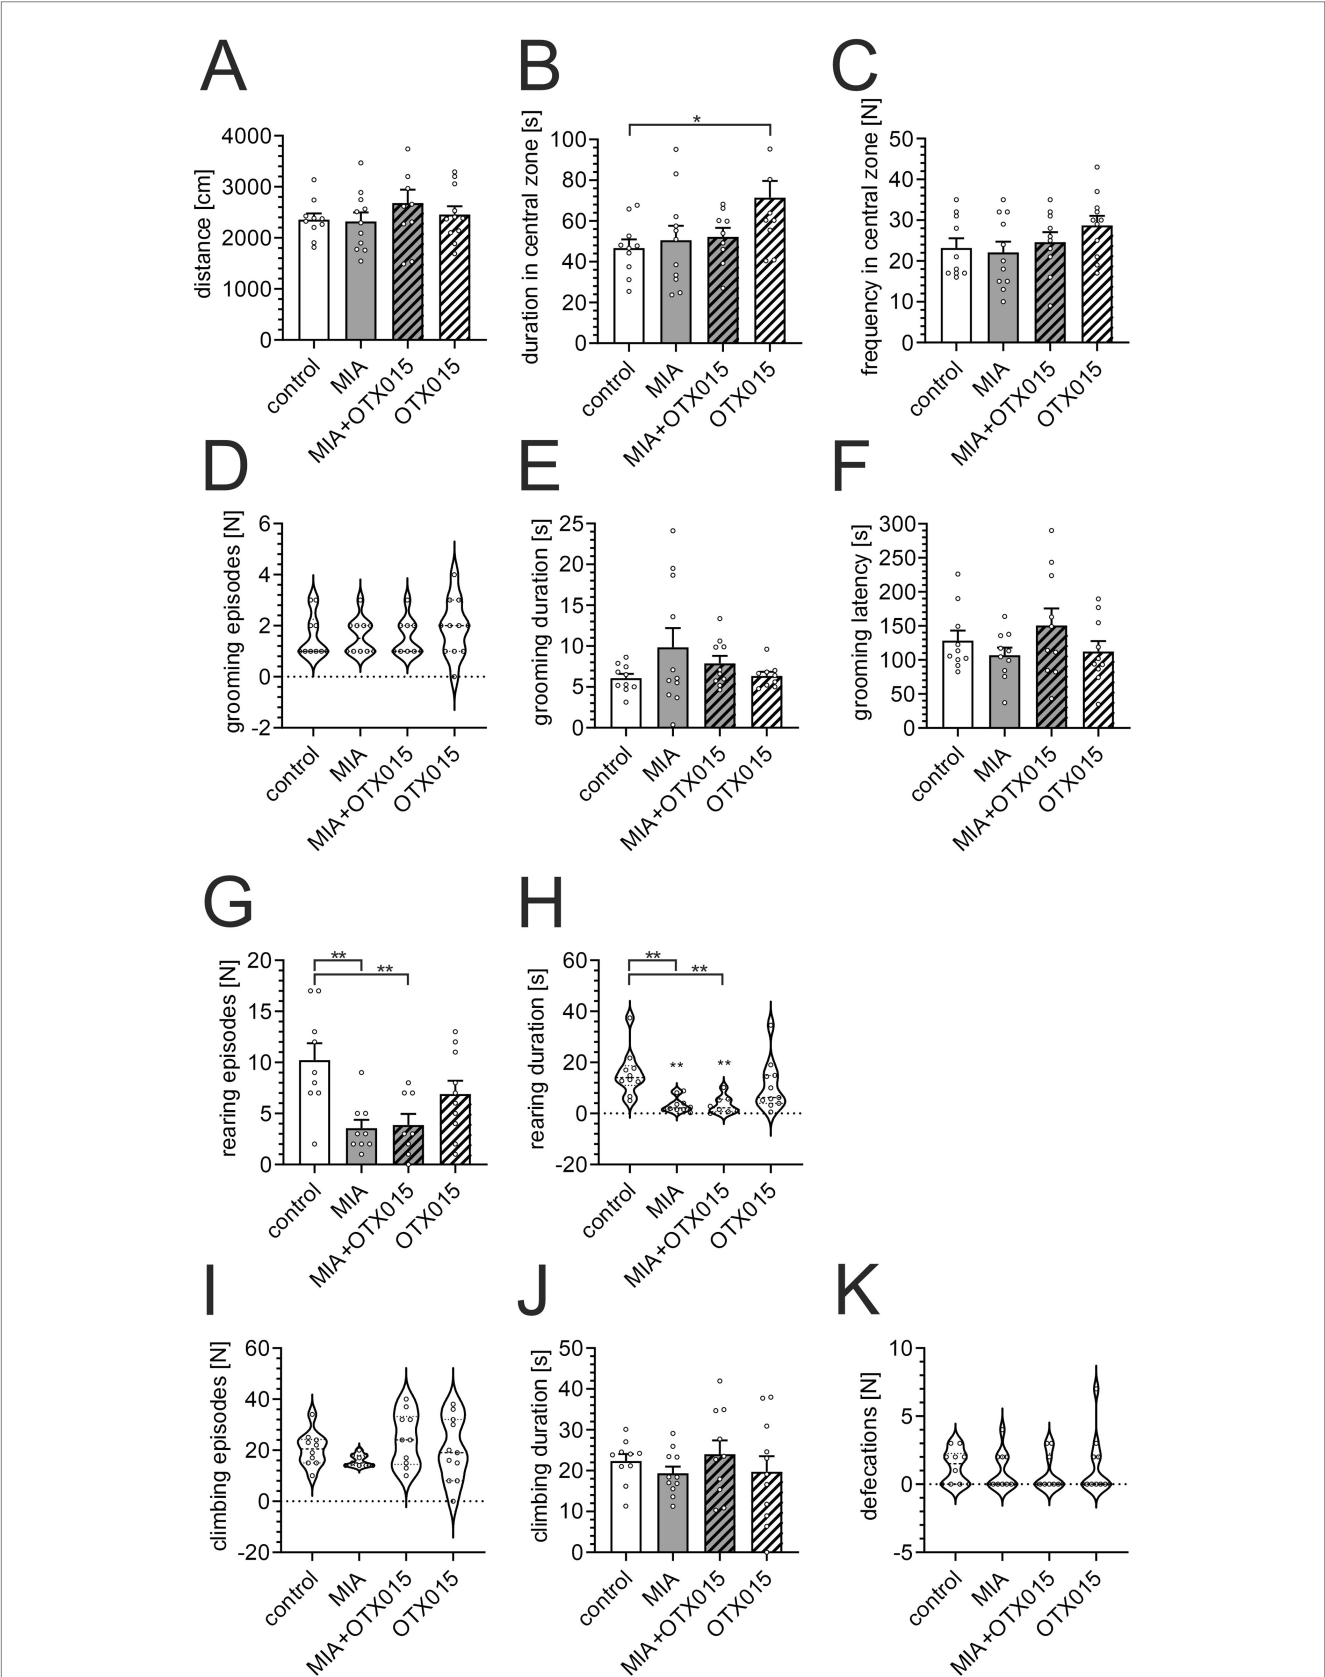 A
distance [cm]
4000
3000
2000
1000
0
control
MIA
MIA+OTX015
OTX015
B
duration in central zone [s]
*
100
80
60
40
20
0
control
MIA
MIA+OTX015
OTX015
C
frequency in central zone [N]
50
40
30
20
10
0
control
MIA
MIA+OTX015
OTX015
D
grooming episodes [N]
6
4
2
0
-2
control
MIA
MIA+OTX015
OTX015
E
grooming duration [s]
25
20
15
10
5
0
control
MIA
MIA+OTX015
OTX015
F
grooming latency [s]
300
250
200
150
100
50
0
control
MIA
MIA+OTX015
OTX015
G
rearing episodes [N]
**
**
20
15
10
5
0
control
MIA
MIA+OTX015
OTX015
H
rearing duration [s]
**
**
**
**
60
40
20
0
-20
control
MIA
MIA+OTX015
OTX015
I
climbing episodes [N]
60
40
20
0
-20
control
MIA
MIA+OTX015
OTX015
J
climbing duration [s]
50
40
30
20
10
0
control
MIA
MIA+OTX015
OTX015
K
defecations [N]
10
5
0
-5
control
MIA
MIA+OTX015
OTX015